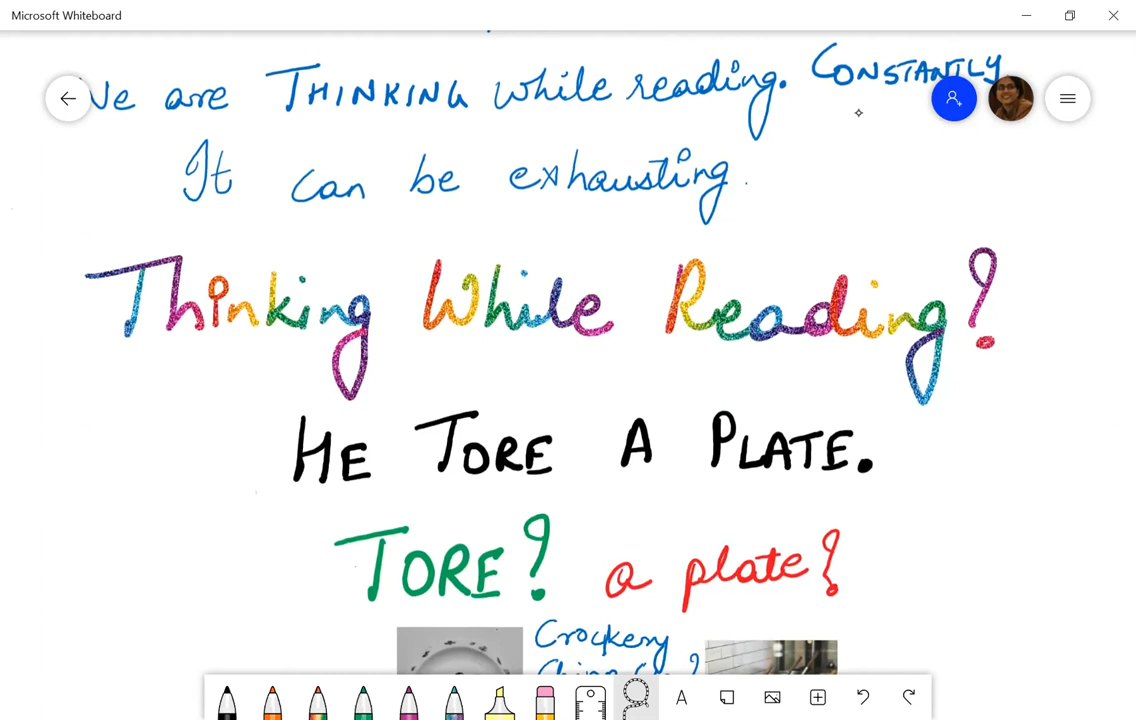 Microsoft Whiteboard
We are THINKING while reading. CONSTANTLY
It can be exhausting.
Thinking While Reading?
HE TORE A PLATE.
TORE? a plate?
Crockery